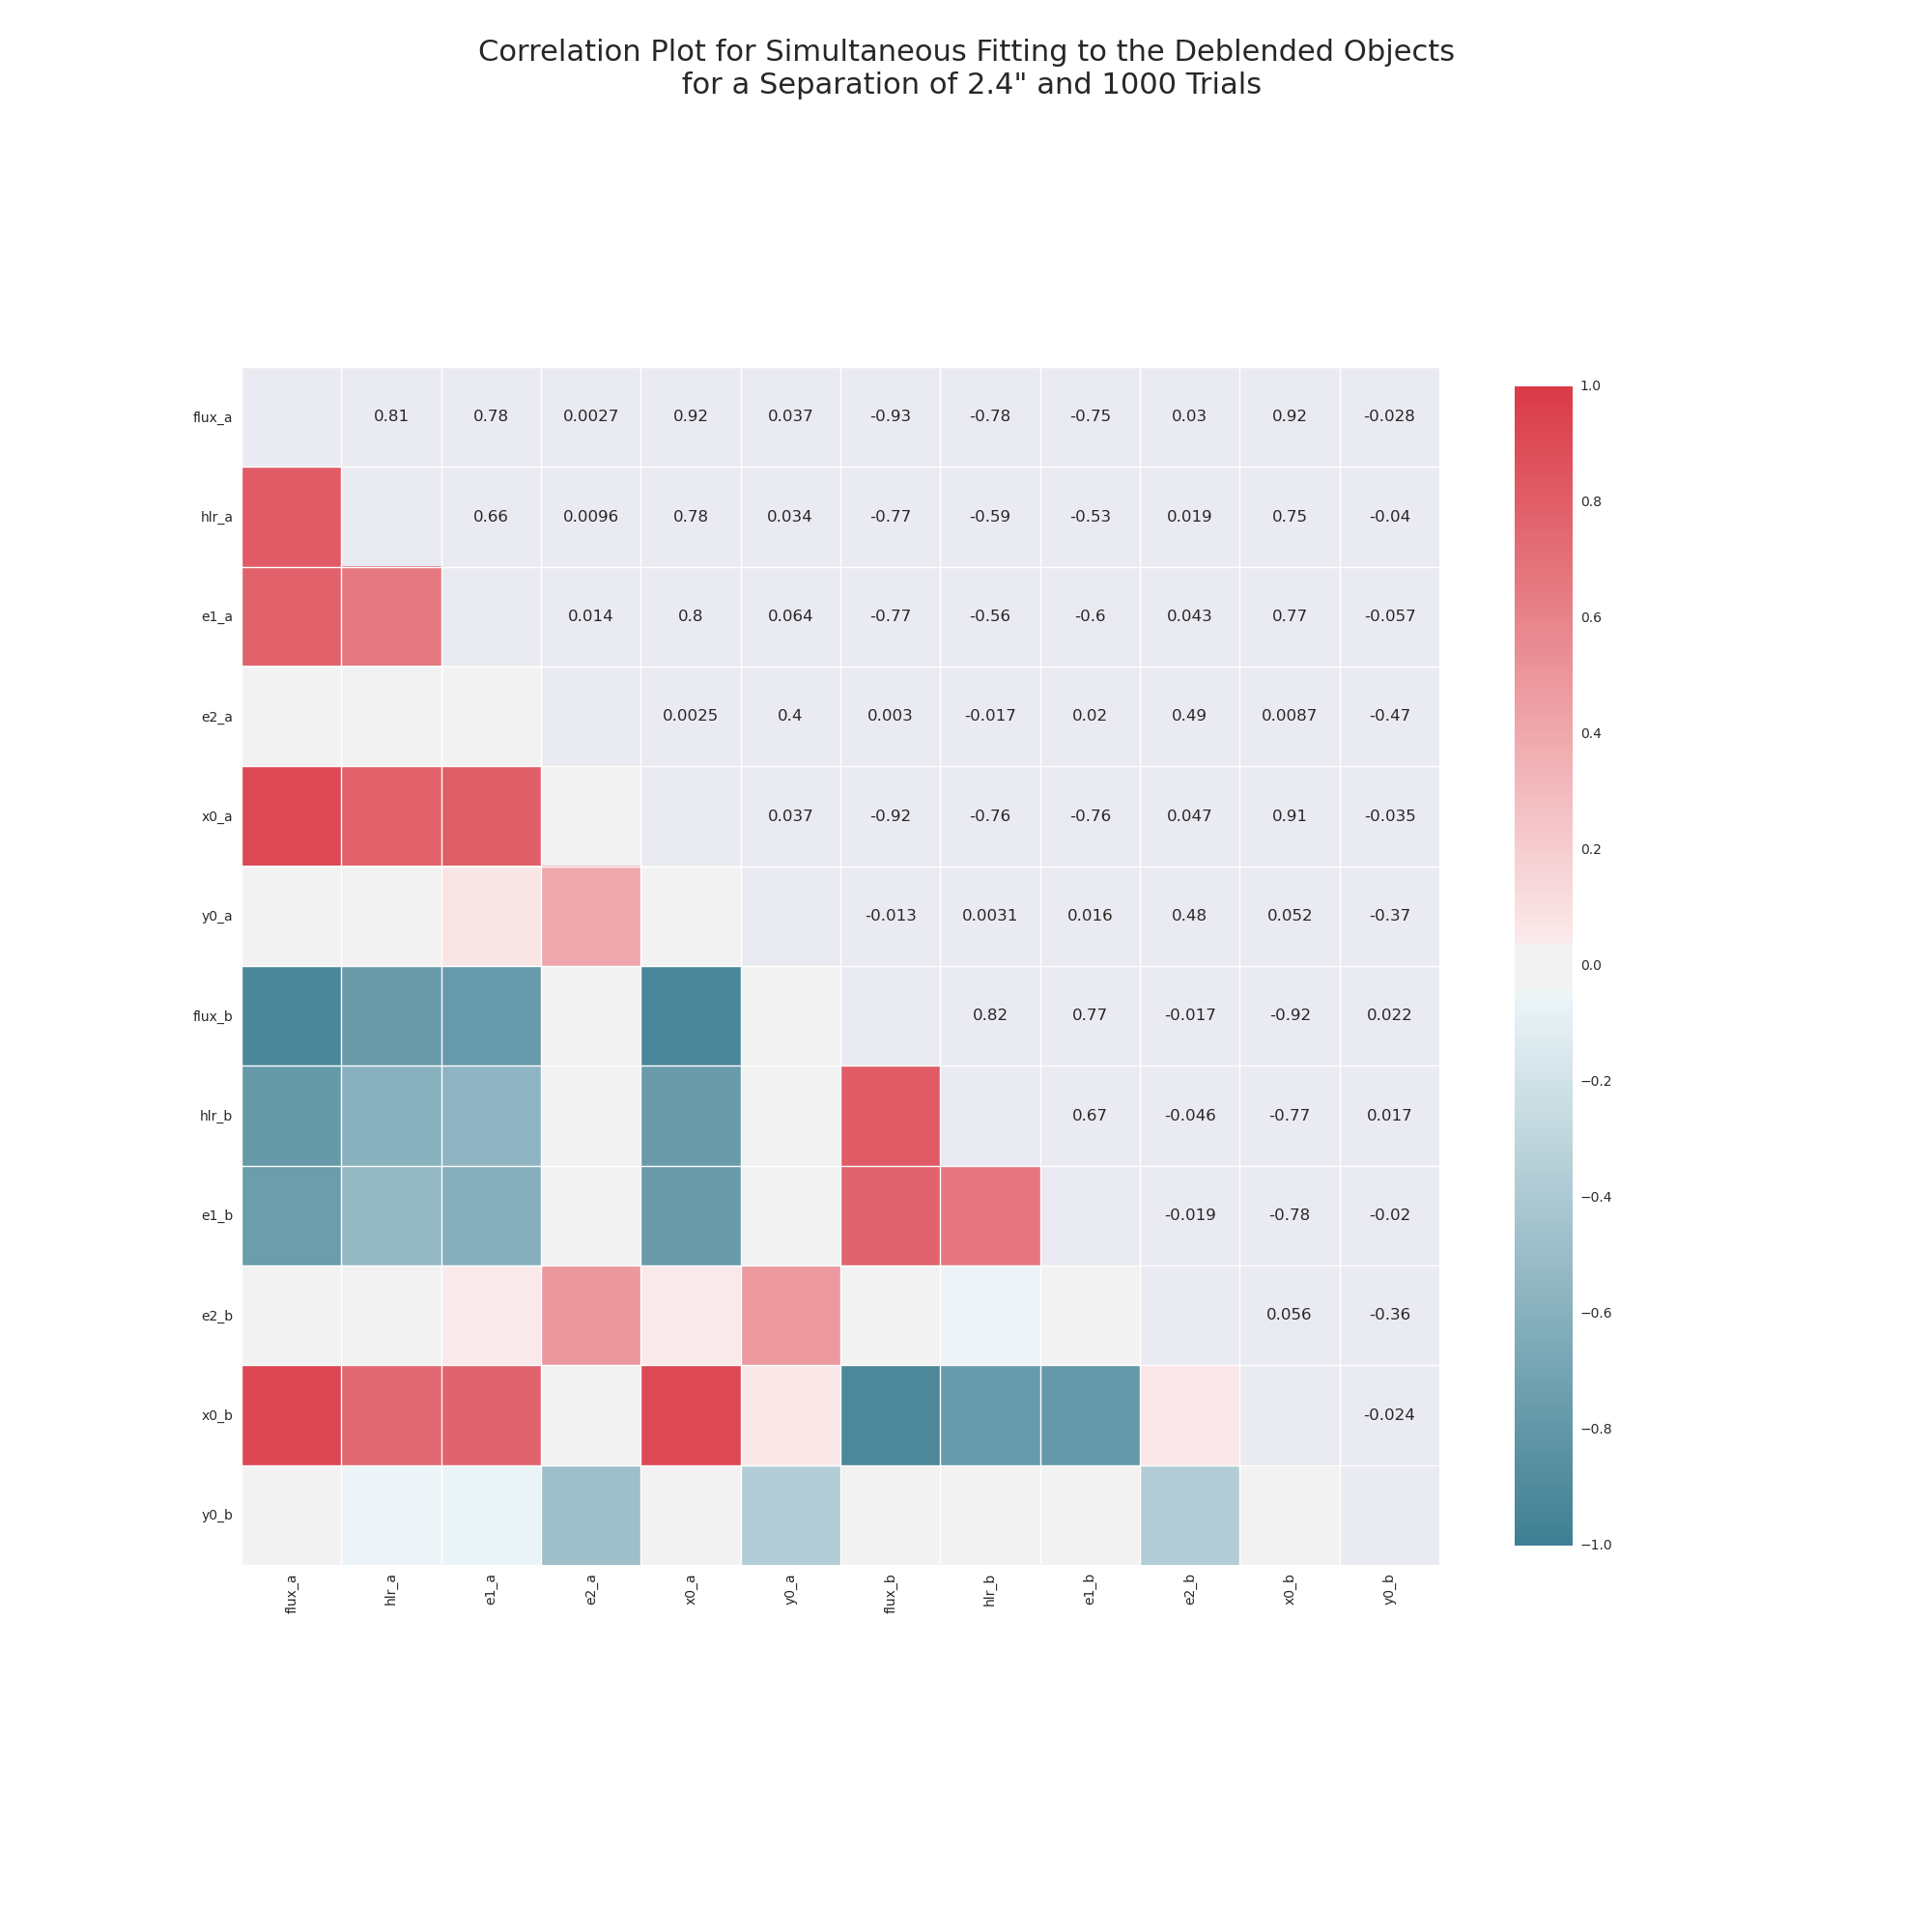 Correlation Plot for Simultaneous Fitting to the Deblended Objects
for a Separation of 2.4" and 1000 Trials
flux_a 0.81 0.78 0.0027 0.92 0.037 -0.93 -0.78 -0.75 0.03 0.92 -0.028
hlr_a 0.66 0.0096 0.78 0.034 -0.77 -0.59 -0.53 0.019 0.75 -0.04
e1_a 0.014 0.8 0.064 -0.77 -0.56 -0.6 0.043 0.77 -0.057
e2_a 0.0025 0.4 0.003 -0.017 0.02 0.49 0.0087 -0.47
x0_a 0.037 -0.92 -0.76 -0.76 0.047 0.91 -0.035
y0_a -0.013 0.0031 0.016 0.48 0.052 -0.37
flux_b 0.82 0.77 -0.017 -0.92 0.022
hlr_b 0.67 -0.046 -0.77 0.017
e1_b -0.019 -0.78 -0.02
e2_b 0.056 -0.36
x0_b -0.024
y0_b
flux_a hlr_a e1_a e2_a x0_a y0_a flux_b hlr_b e1_b e2_b x0_b y0_b
1.0
0.8
0.6
0.4
0.2
0.0
−0.2
−0.4
−0.6
−0.8
−1.0